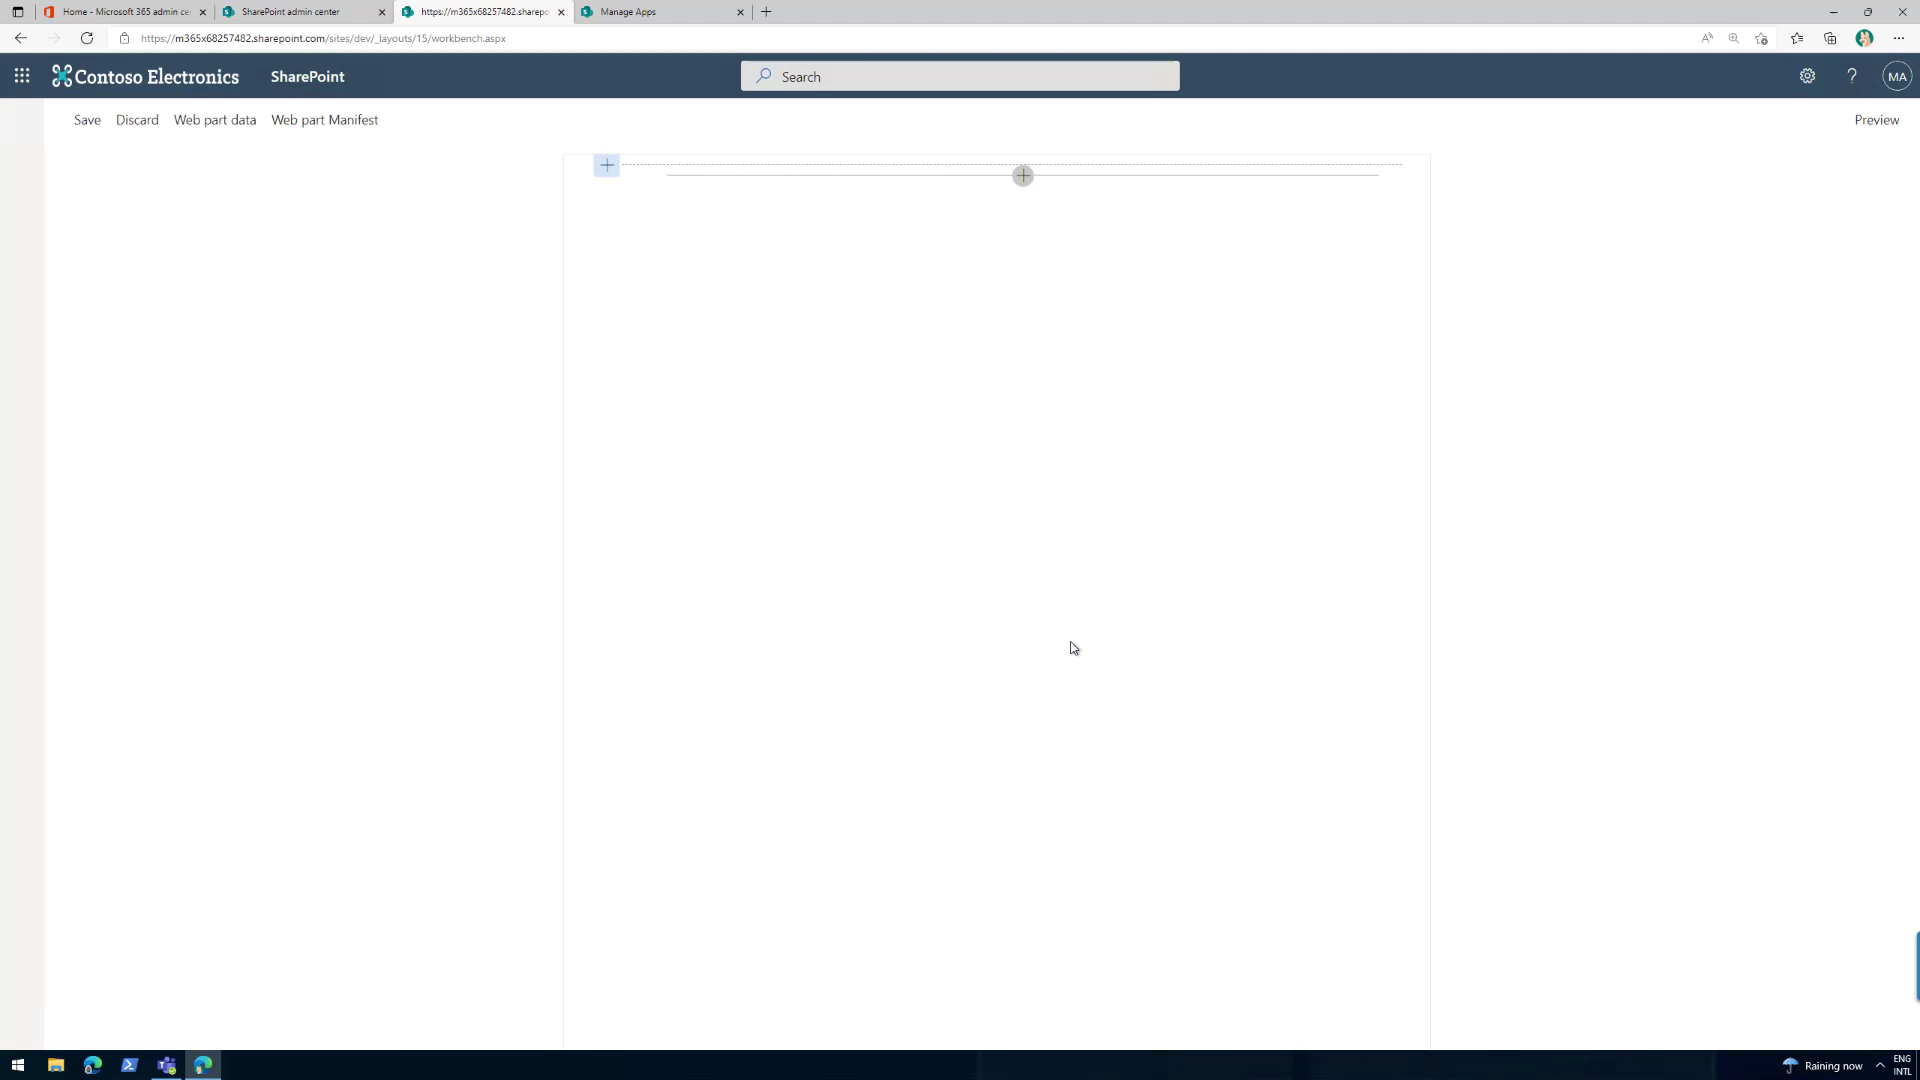 Home - Microsoft 365 admin ce
SharePoint admin center
https://m365x68257482.sharepo
Manage Apps
https://m365x68257482.sharepoint.com/sites/dev/_layouts/15/workbench.aspx
Contoso Electronics
SharePoint
Search
MA
Save
Discard
Web part data
Web part Manifest
Preview
Raining now
ENG
INTL